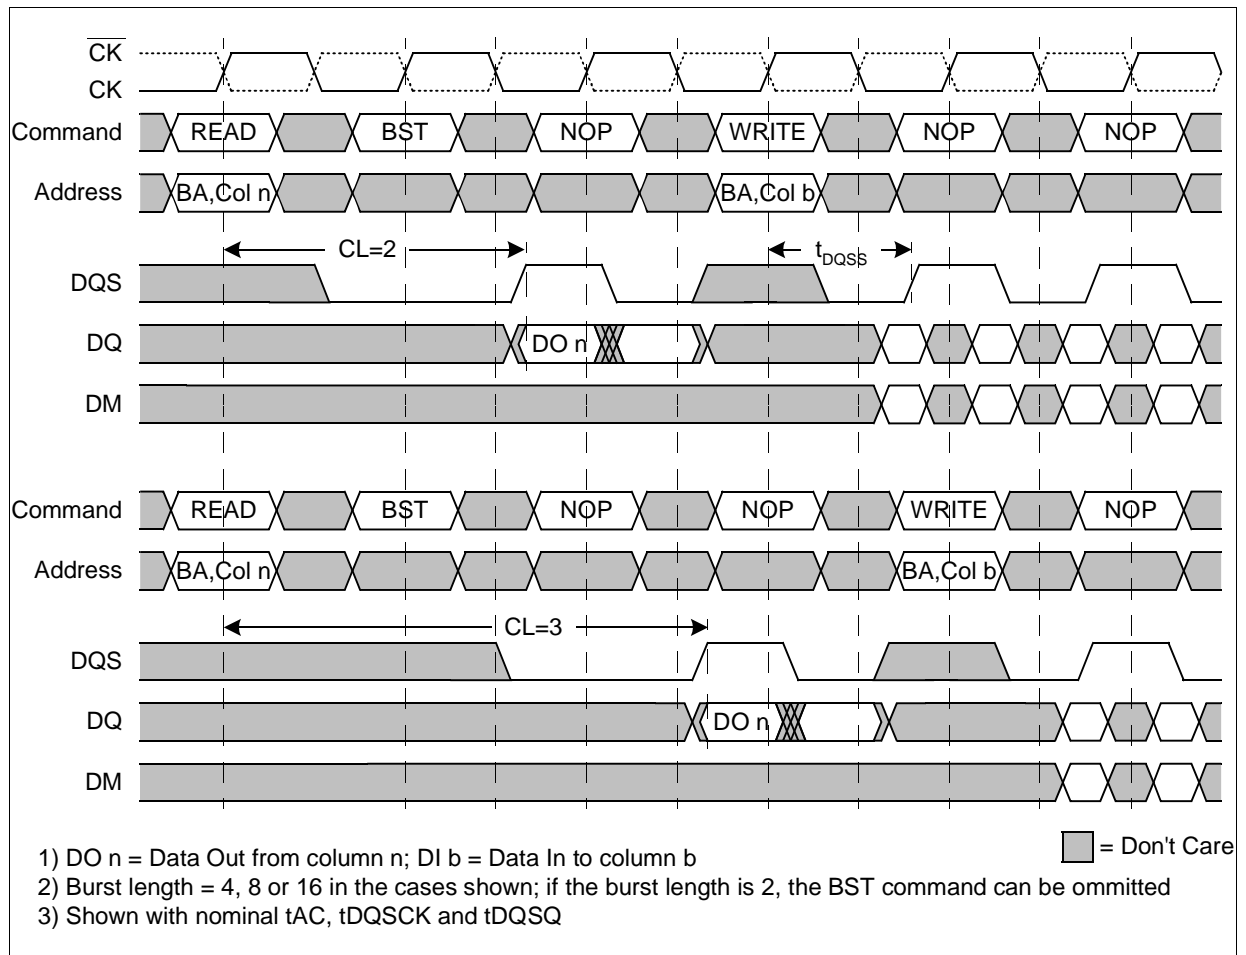 CK
CK
Command READ BST NOP WRITE NOP NOP
Address BA,Col n BA,Col b
CL=2 tDQSS
DQS
DQ DO n
DM
Command READ BST NOP NOP WRITE NOP
Address BA,Col n BA,Col b
CL=3
DQS
DQ DO n
DM
= Don't Care
1) DO n = Data Out from column n; DI b = Data In to column b
2) Burst length = 4, 8 or 16 in the cases shown; if the burst length is 2, the BST command can be ommitted
3) Shown with nominal tAC, tDQSCK and tDQSQ